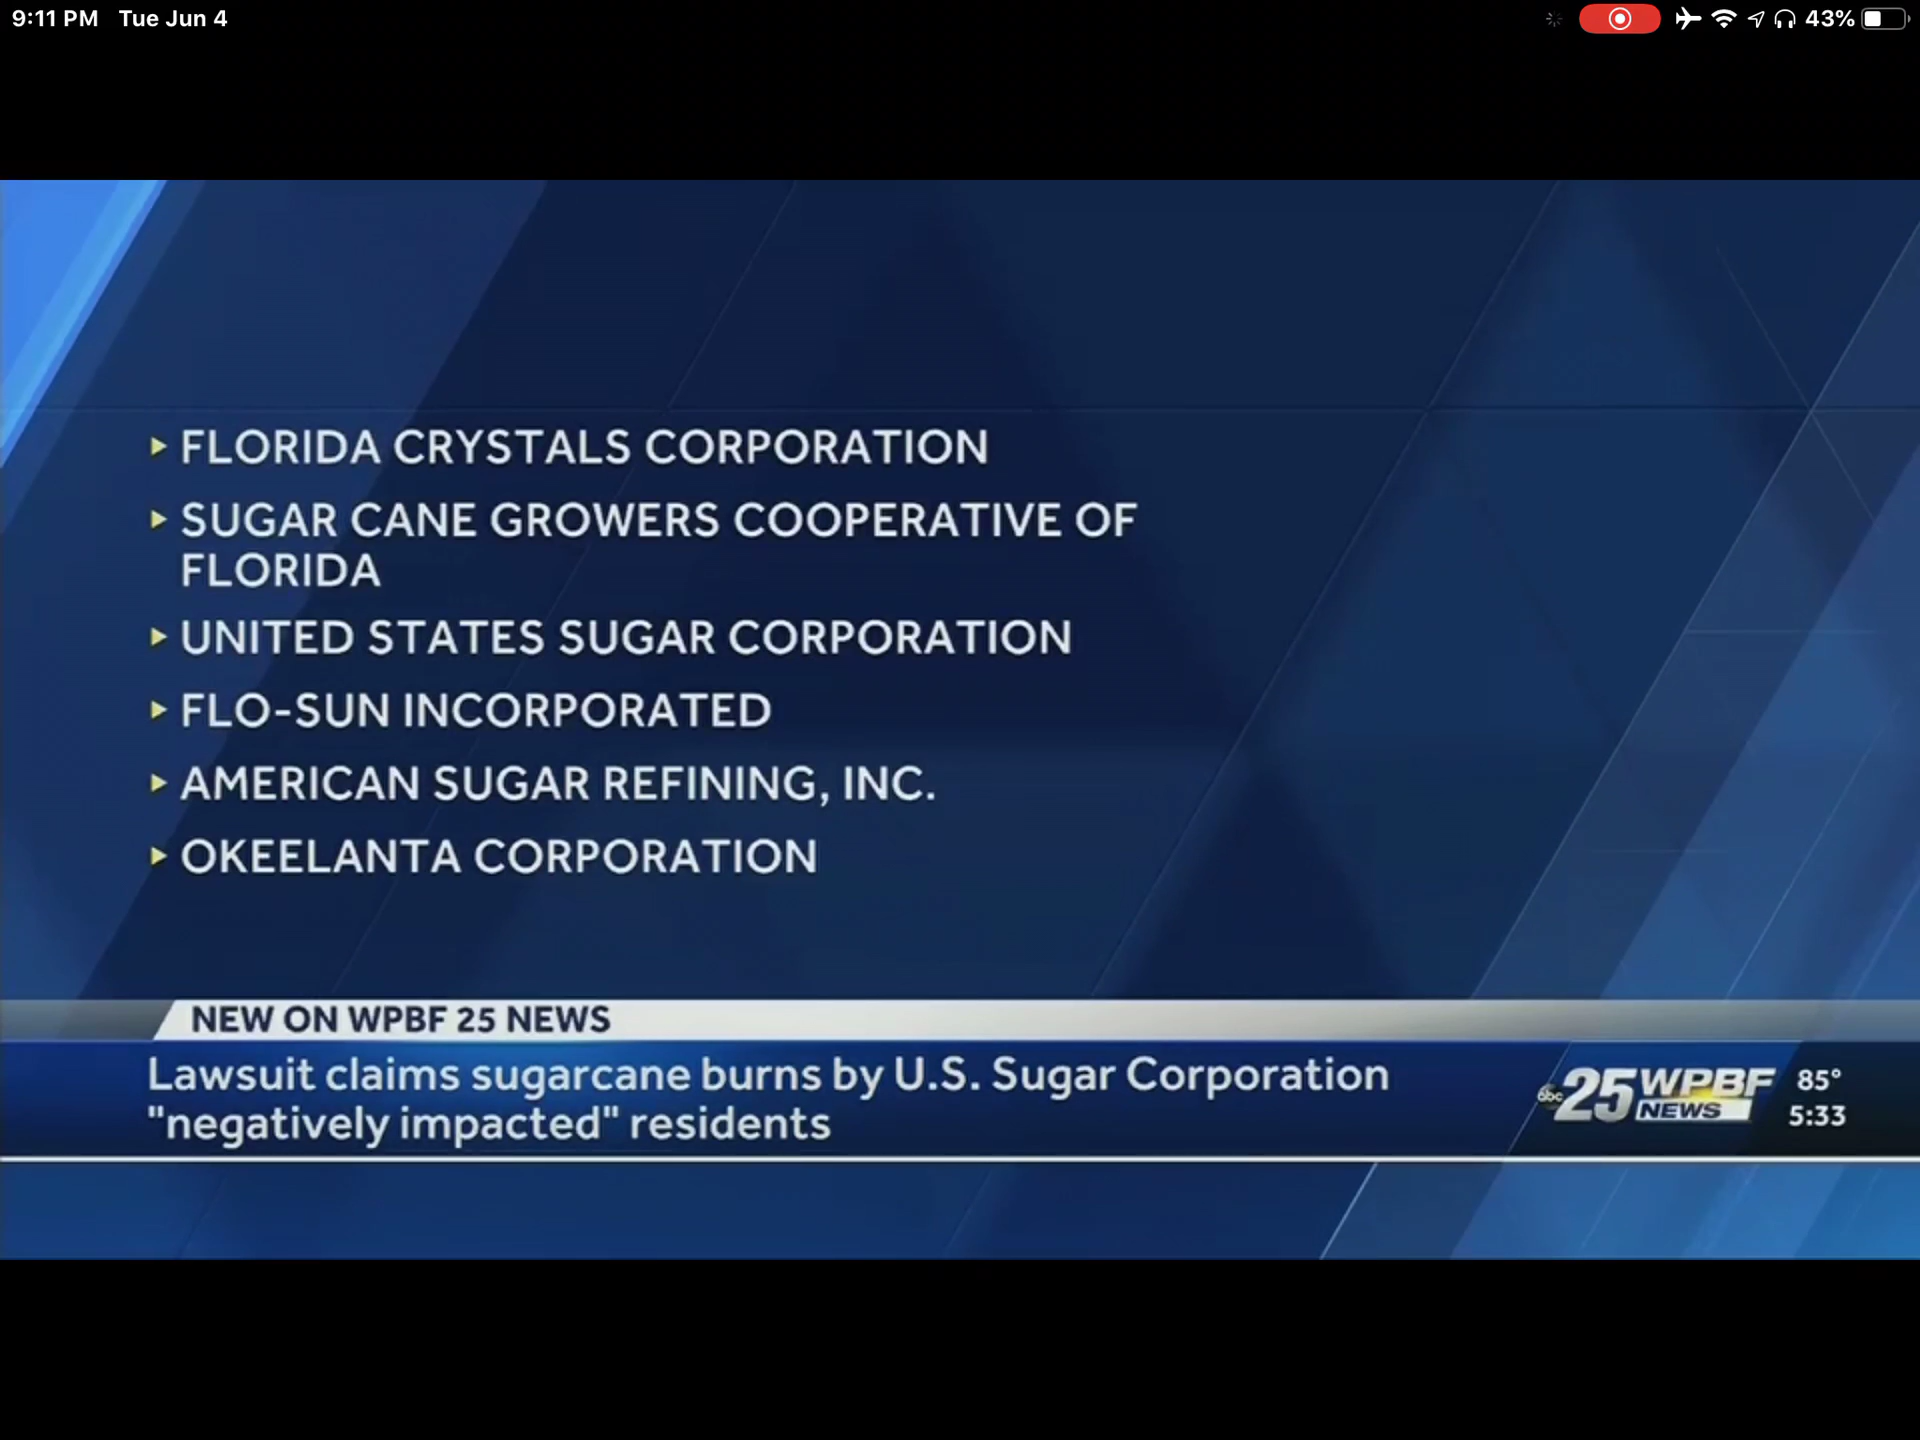 9:11 PM Tue Jun 4
43%
FLORIDA CRYSTALS CORPORATION
SUGAR CANE GROWERS COOPERATIVE OF
FLORIDA
UNITED STATES SUGAR CORPORATION
FLO-SUN INCORPORATED
AMERICAN SUGAR REFINING, INC.
OKEELANTA CORPORATION
NEW ON WPBF 25 NEWS
Lawsuit claims sugarcane burns by U.S. Sugar Corporation
"negatively impacted" residents
abc 25 WPBF
NEWS
85°
5:33